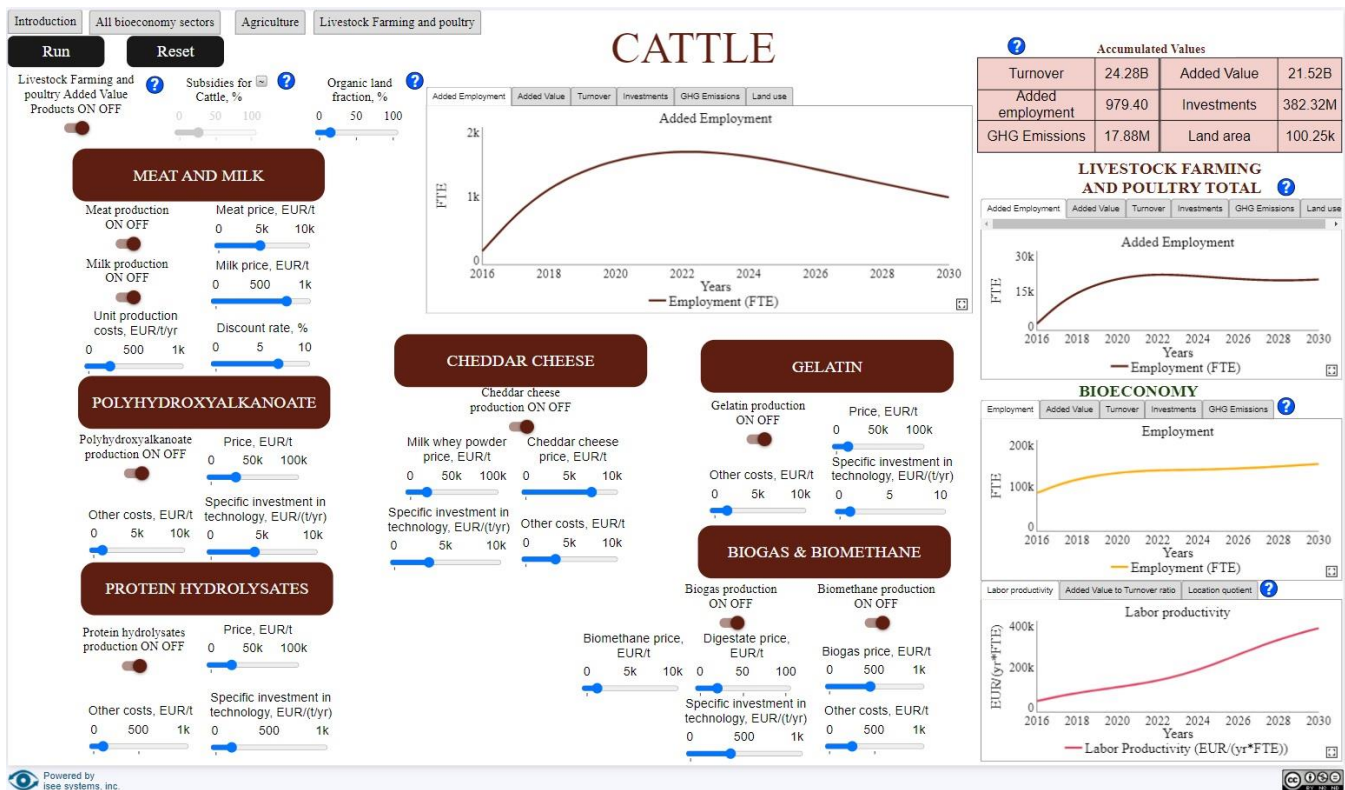 Introduction
All bioeconomy sectors
Agriculture
Livestock Farming and poultry
Run
Reset
CATTLE
Livestock Farming and
poultry Added Value
Products ON OFF
?
Subsidies for ~
Cattle, %
?
0 50 100
Organic land
fraction, %
?
0 50 100
MEAT AND MILK
Meat production
ON OFF
Meat price, EUR/t
0 5k 10k
Milk production
ON OFF
Milk price, EUR/t
0 500 1k
Unit production
costs, EUR/t/yr
0 500 1k
Discount rate, %
0 5 10
POLYHYDROXYALKANOATE
Polyhydroxyalkanoate
production ON OFF
Price, EUR/t
0 50k 100k
Other costs, EUR/t
0 5k 10k
Specific investment in
technology, EUR/(t/yr)
0 5k 10k
PROTEIN HYDROLYSATES
Protein hydrolysates
production ON OFF
Price, EUR/t
0 50k 100k
Other costs, EUR/t
0 500 1k
Specific investment in
technology, EUR/(t/yr)
0 500 1k
Added Employment Added Value Turnover Investments GHG Emissions Land use
Added Employment
2k
1k
0
FTE
2016 2018 2020 2022 2024 2026 2028 2030
Years
Employment (FTE)
CHEDDAR CHEESE
Cheddar cheese
production ON OFF
Milk whey powder
price, EUR/t
0 50k 100k
Cheddar cheese
price, EUR/t
0 5k 10k
Specific investment in
technology, EUR/(t/yr)
0 5k 10k
Other costs, EUR/t
0 5k 10k
GELATIN
Gelatin production
ON OFF
Price, EUR/t
0 50k 100k
Other costs, EUR/t
0 5k 10k
Specific investment in
technology, EUR/(t/yr)
0 5 10
BIOGAS & BIOMETHANE
Biogas production
ON OFF
Biomethane production
ON OFF
Biomethane price,
EUR/t
0 5k 10k
Digestate price,
EUR/t
0 50 100
Biogas price, EUR/t
0 500 1k
Specific investment in
technology, EUR/(t/yr)
0 500 1k
Other costs, EUR/t
0 500 1k
?
Accumulated Values
Turnover 24.28B Added Value 21.52B
Added
employment 979.40 Investments 382.32M
GHG Emissions 17.88M Land area 100.25k
LIVESTOCK FARMING
AND POULTRY TOTAL ?
Added Employment Added Value Turnover Investments GHG Emissions Land use
Added Employment
30k
15k
0
FTE
2016 2018 2020 2022 2024 2026 2028 2030
Years
Employment (FTE)
BIOECONOMY
Employment Added Value Turnover Investments GHG Emissions ?
Employment
200k
100k
0
FTE
2016 2018 2020 2022 2024 2026 2028 2030
Years
Employment (FTE)
Labor productivity Added Value to Turnover ratio Location quotient ?
Labor productivity
400k
200k
0
EUR/(yr*FTE)
2016 2018 2020 2022 2024 2026 2028 2030
Years
Labor Productivity (EUR/(yr*FTE))
Powered by
isee systems, inc.
cc
BY NC ND